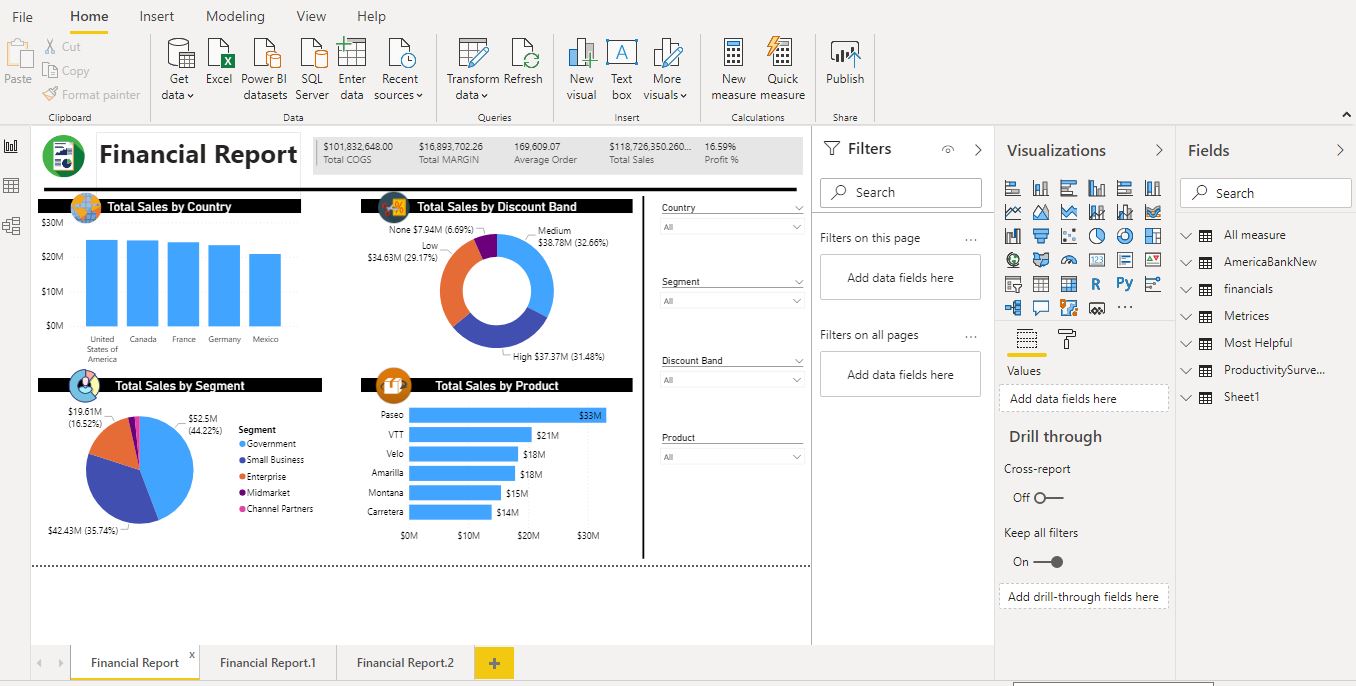 File Home Insert Modeling View Help
Paste
Cut
Copy
Format painter
Clipboard
Get data
Excel
Power BI datasets
SQL Server
Enter data
Recent sources
Data
Transform data
Refresh
Queries
New visual
Text box
More visuals
Insert
New measure
Quick measure
Calculations
Publish
Share
Financial Report
$101,832,648.00 $16,893,702.26 169,609.07 $118,726,350.260... 16.59%
Total COGS Total MARGIN Average Order Total Sales Profit %
Total Sales by Country
$30M
$20M
$10M
$0M
United States of America
Canada
France
Germany
Mexico
Total Sales by Discount Band
None $7.94M (6.69%)
Medium
$38.78M (32.66%)
Low
$34.63M (29.17%)
High $37.37M (31.48%)
Total Sales by Segment
$19.61M
(16.52%)
$52.5M
(44.22%)
$42.43M (35.74%)
Segment
Government
Small Business
Enterprise
Midmarket
Channel Partners
Total Sales by Product
Paseo $33M
VTT $21M
Velo $18M
Amarilla $18M
Montana $15M
Carretera $14M
$0M $10M $20M $30M
Country
All
Segment
All
Discount Band
All
Product
All
Filters
Search
Filters on this page ...
Add data fields here
Filters on all pages ...
Add data fields here
Visualizations
123
R
Py
...
Values
Add data fields here
Drill through
Cross-report
Off
Keep all filters
On
Add drill-through fields here
Fields
Search
All measure
AmericaBankNew
financials
Metrices
Most Helpful
ProductivitySurve...
Sheet1
Financial Report x
Financial Report.1
Financial Report.2
+